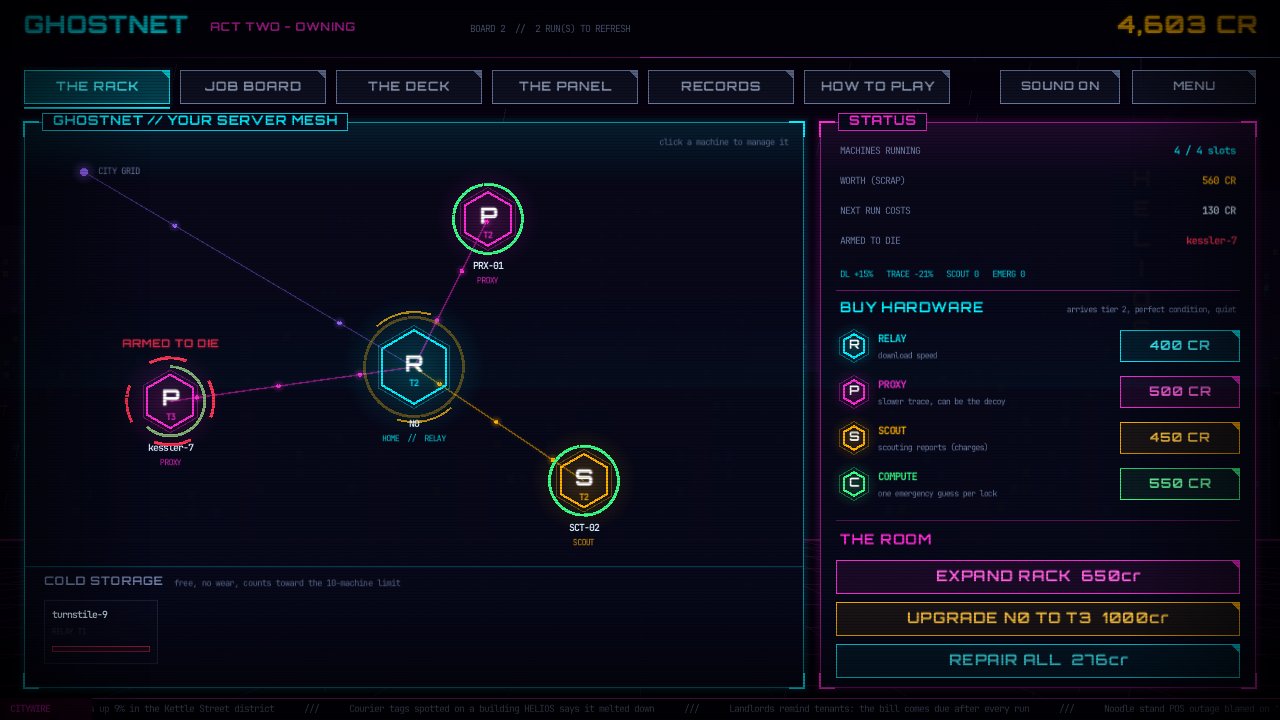 GHOSTNET
ACT TWO - OWNING
BOARD 2 // 2 RUN(S) TO REFRESH
4,603 CR
THE RACK
JOB BOARD
THE DECK
THE PANEL
RECORDS
HOW TO PLAY
SOUND ON
MENU
GHOSTNET // YOUR SERVER MESH
click a machine to manage it
CITY GRID
P
T2
PRX-01
PROXY
R
T2
N0
HOME // RELAY
ARMED TO DIE
P
T3
kessler-7
PROXY
S
T2
SCT-02
SCOUT
COLD STORAGE
free, no wear, counts toward the 10-machine limit
turnstile-9
RELAY T1
STATUS
MACHINES RUNNING
4 / 4 slots
WORTH (SCRAP)
560 CR
NEXT RUN COSTS
130 CR
ARMED TO DIE
kessler-7
DL +15% TRACE -21% SCOUT 0 EMERG 0
BUY HARDWARE
arrives tier 2, perfect condition, quiet
R
RELAY
download speed
400 CR
P
PROXY
slower trace, can be the decoy
500 CR
S
SCOUT
scouting reports (charges)
450 CR
C
COMPUTE
one emergency guess per lock
550 CR
THE ROOM
EXPAND RACK 650cr
UPGRADE N0 TO T3 1000cr
REPAIR ALL 276cr
CITYWIRE
up 9% in the Kettle Street district /// Courier tags spotted on a building HELIOS says it melted down /// Landlords remind tenants: the bill comes due after every run /// Noodle stand POS outage blamed on